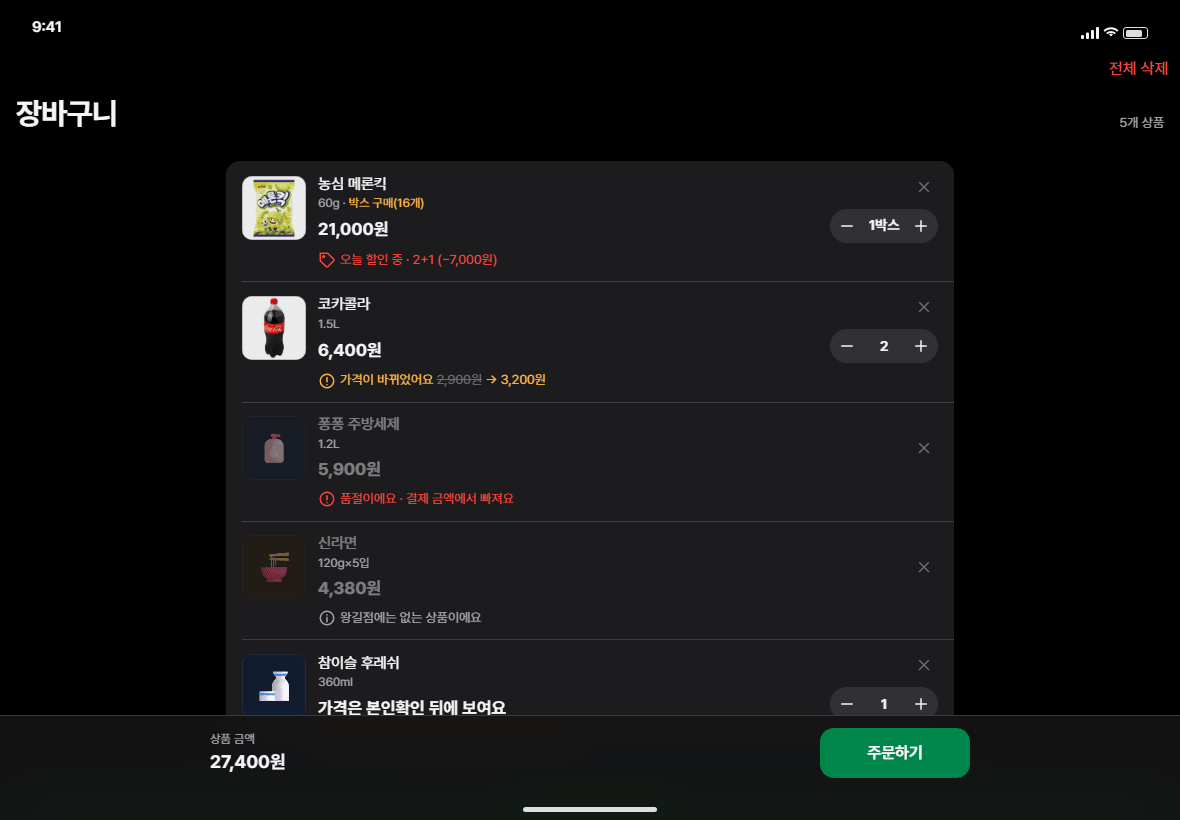 9:41
전체 삭제
장바구니
5개 상품
농심 메론킥
60g · 박스 구매(16개)
21,000원
1박스
오늘 할인 중 · 2+1 (−7,000원)
코카콜라
1.5L
6,400원
2
가격이 바뀌었어요 2,900원 → 3,200원
퐁퐁 주방세제
1.2L
5,900원
품절이에요 · 결제 금액에서 빠져요
신라면
120g×5입
4,380원
왕길점에는 없는 상품이에요
참이슬 후레쉬
360ml
가격은 본인확인 뒤에 보여요
1
상품 금액
27,400원
주문하기